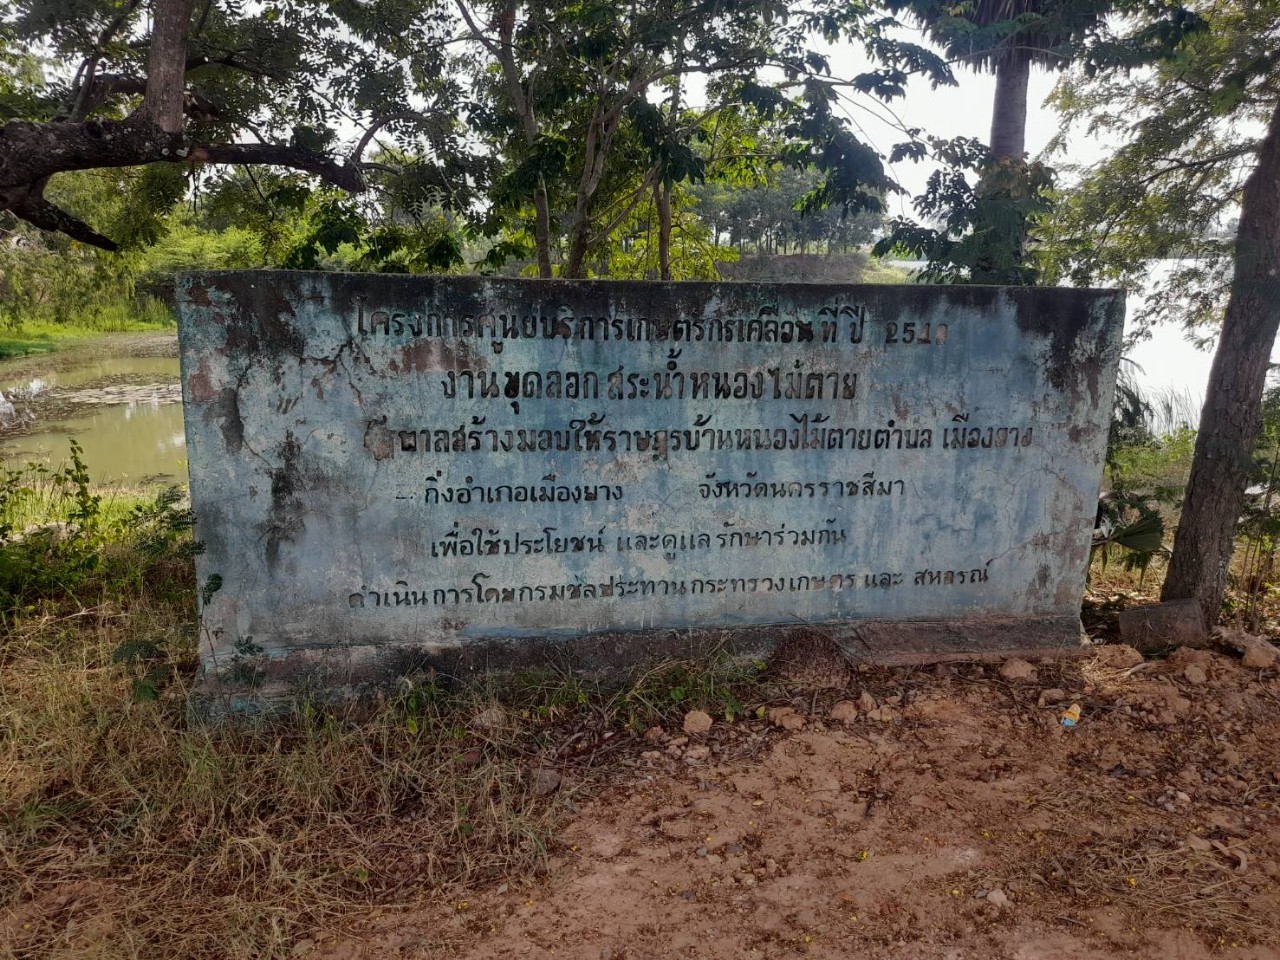 โครงการศูนยบริการเกษตรกรเคลื่อนที่ ปี
งานขุดลอก สระน้ำหนองไม้ตาย
สร้างมอบให้ราษฎรบ้านหนองไม้ตายตำบล เมืองยาง
กิ่งอำเภอเมืองยาง จังหวัดนครราชสีมา
เพื่อใช้ประโยชน์ และดูแลรักษาร่วมกัน
ดำเนินการโดยกรมชลประทาน กระทรวงเกษตร และ สหกรณ์